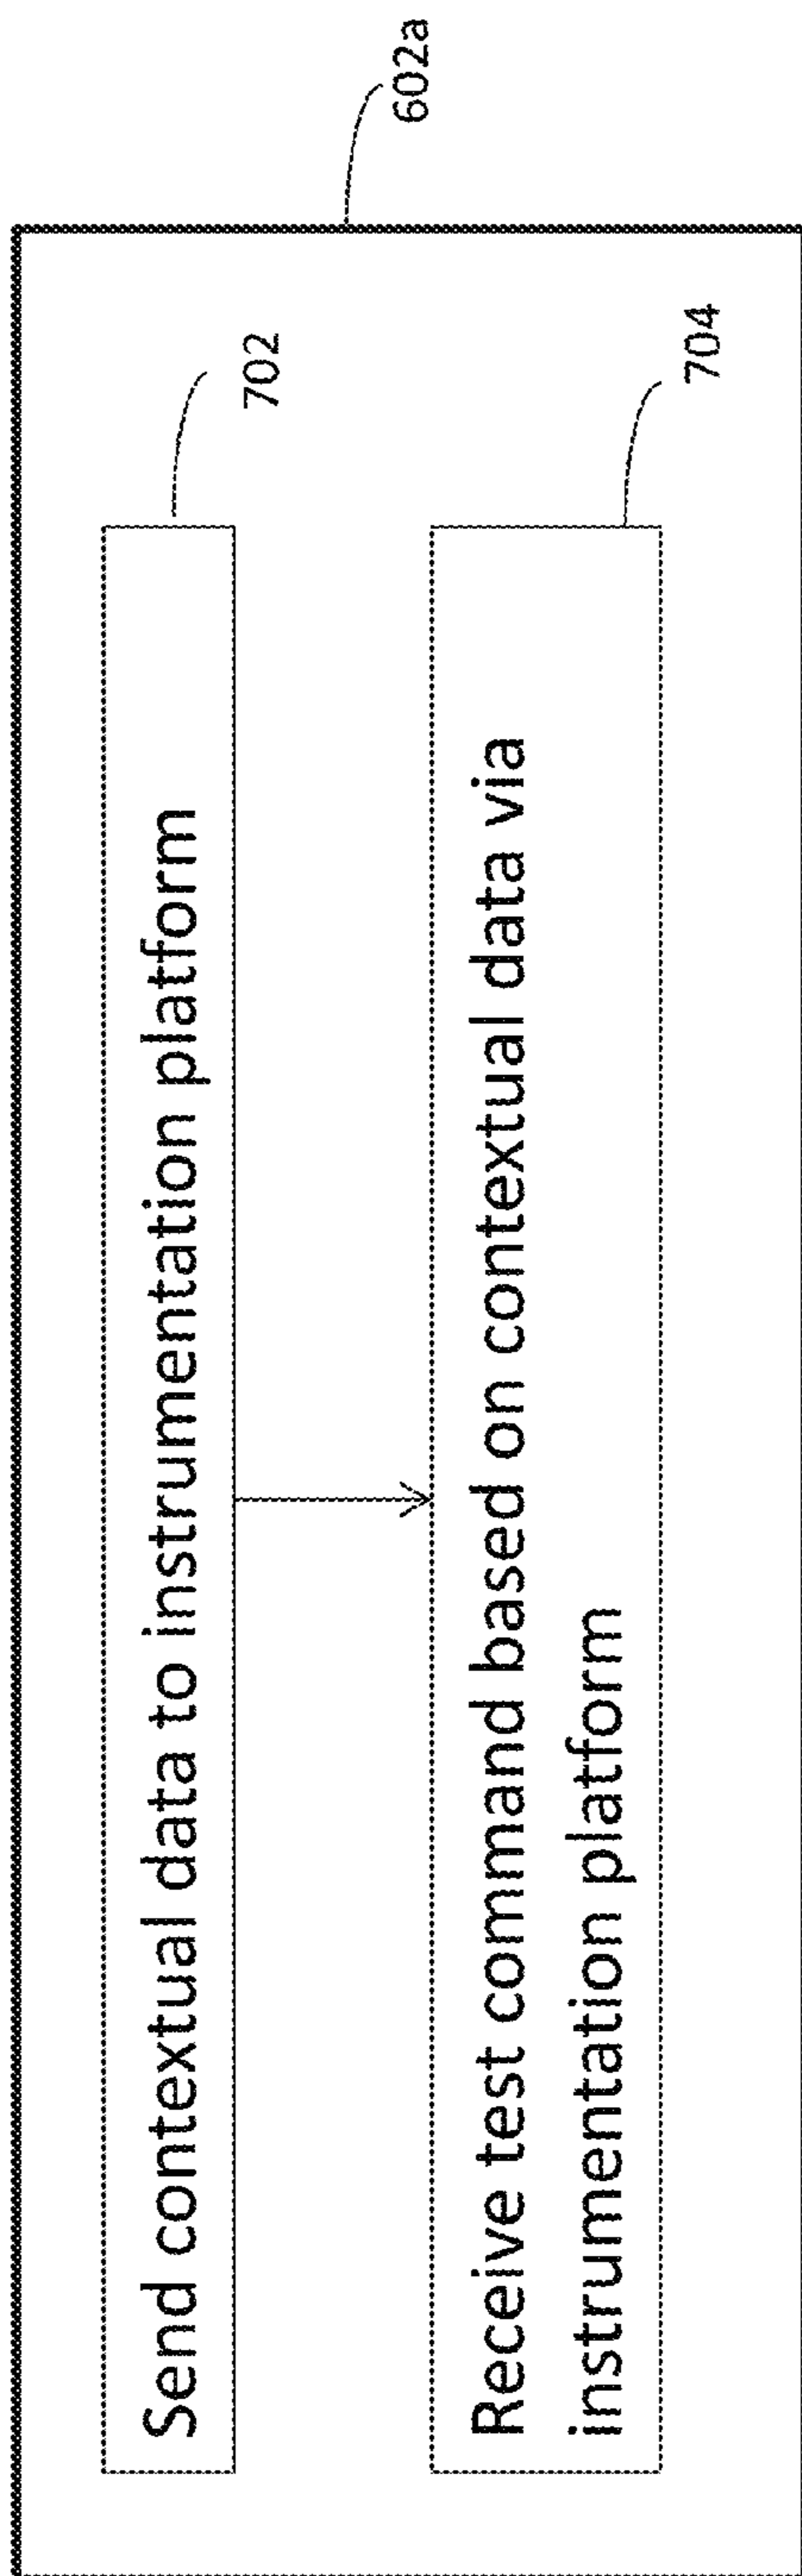 602a
702
Send contextual data to instrumentation platform
704
Receive test command based on contextual data via
instrumentation platform